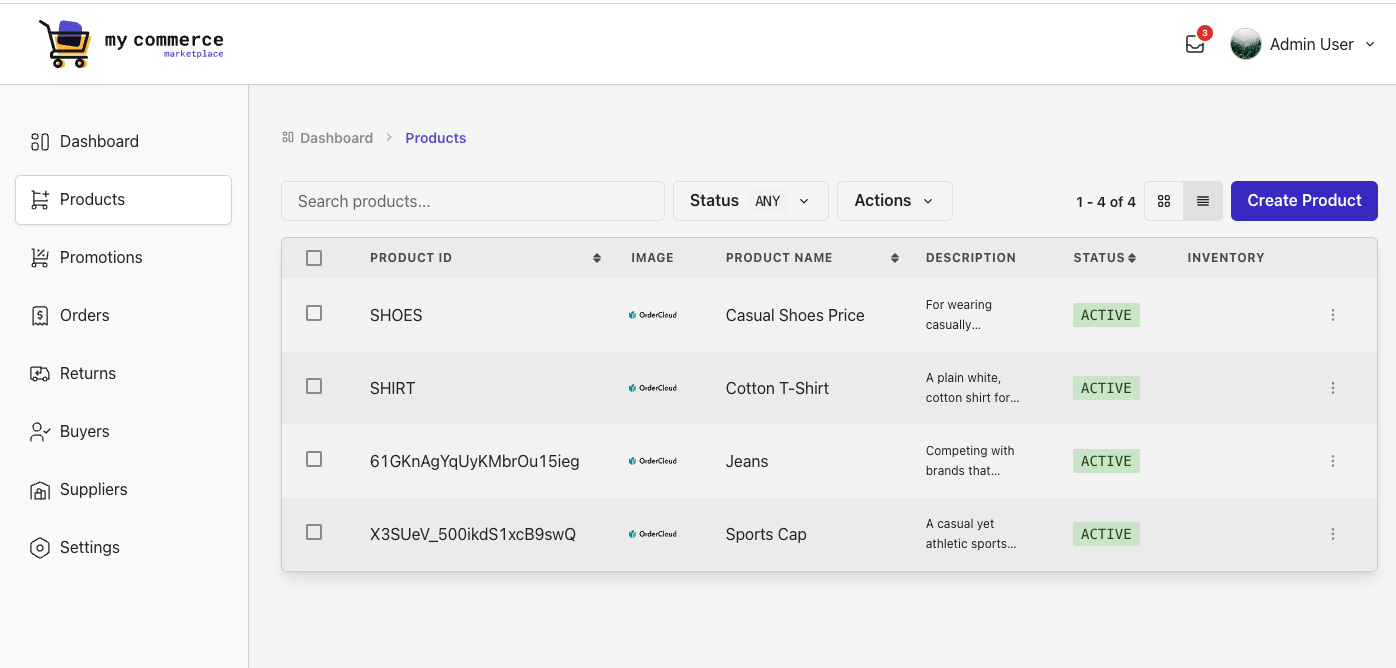 my commerce
marketplace
3
Admin User
Dashboard
Products
Promotions
Orders
Returns
Buyers
Suppliers
Settings
Dashboard > Products
Search products...
Status ANY
Actions
1 - 4 of 4
Create Product
PRODUCT ID IMAGE PRODUCT NAME DESCRIPTION STATUS INVENTORY
SHOES OrderCloud Casual Shoes Price
For wearing
casually...
ACTIVE
SHIRT OrderCloud Cotton T-Shirt
A plain white,
cotton shirt for...
ACTIVE
61GKnAgYqUyKMbrOu15ieg OrderCloud Jeans
Competing with
brands that...
ACTIVE
X3SUeV_500ikdS1xcB9swQ OrderCloud Sports Cap
A casual yet
athletic sports...
ACTIVE